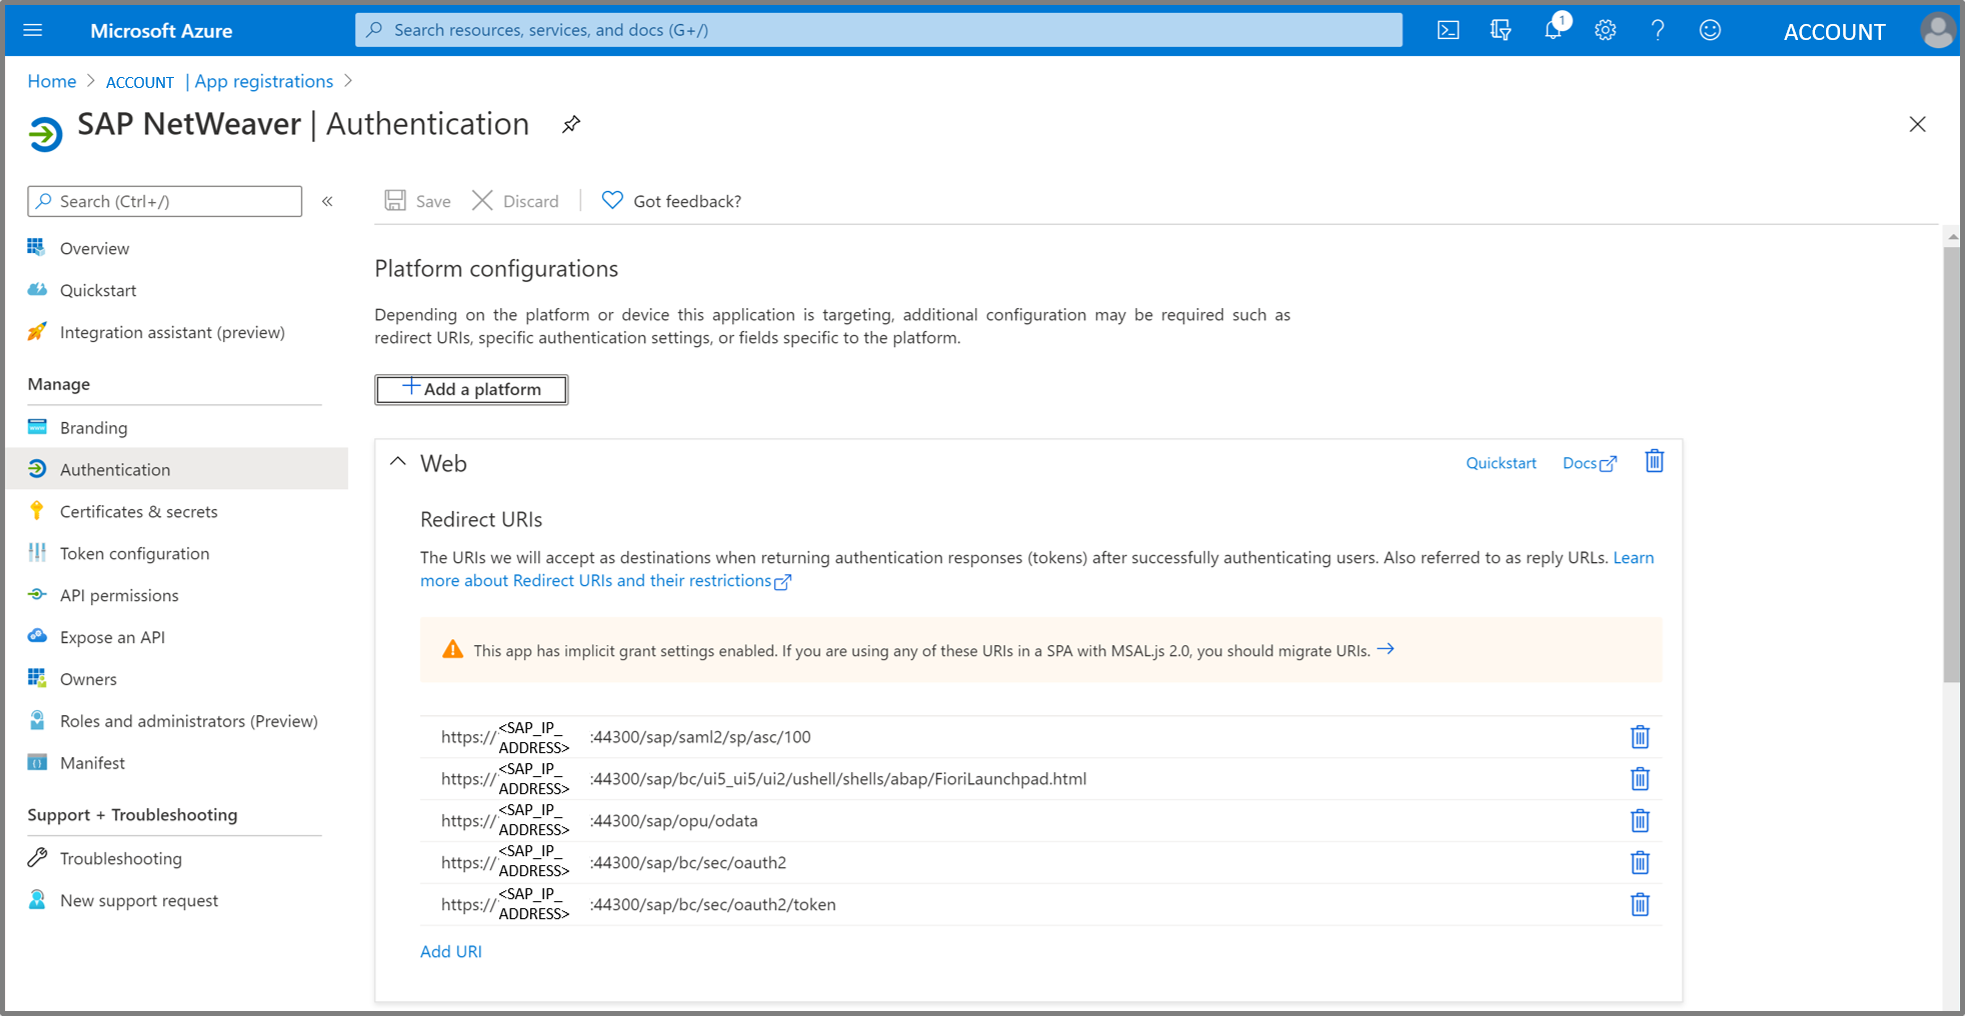 Microsoft Azure
Search resources, services, and docs (G+/)
1
ACCOUNT
Home > ACCOUNT | App registrations >
SAP NetWeaver | Authentication
Search (Ctrl+/)
«
Save
Discard
Got feedback?
Overview
Quickstart
Integration assistant (preview)
Manage
Branding
Authentication
Certificates & secrets
Token configuration
API permissions
Expose an API
Owners
Roles and administrators (Preview)
Manifest
Support + Troubleshooting
Troubleshooting
New support request
Platform configurations
Depending on the platform or device this application is targeting, additional configuration may be required such as
redirect URIs, specific authentication settings, or fields specific to the platform.
+ Add a platform
Web
Quickstart
Docs
Redirect URIs
The URIs we will accept as destinations when returning authentication responses (tokens) after successfully authenticating users. Also referred to as reply URLs. Learn
more about Redirect URIs and their restrictions
This app has implicit grant settings enabled. If you are using any of these URIs in a SPA with MSAL.js 2.0, you should migrate URIs. →
https://<SAP_IP_ADDRESS> :44300/sap/saml2/sp/asc/100
https://<SAP_IP_ADDRESS> :44300/sap/bc/ui5_ui5/ui2/ushell/shells/abap/FioriLaunchpad.html
https://<SAP_IP_ADDRESS> :44300/sap/opu/odata
https://<SAP_IP_ADDRESS> :44300/sap/bc/sec/oauth2
https://<SAP_IP_ADDRESS> :44300/sap/bc/sec/oauth2/token
Add URI